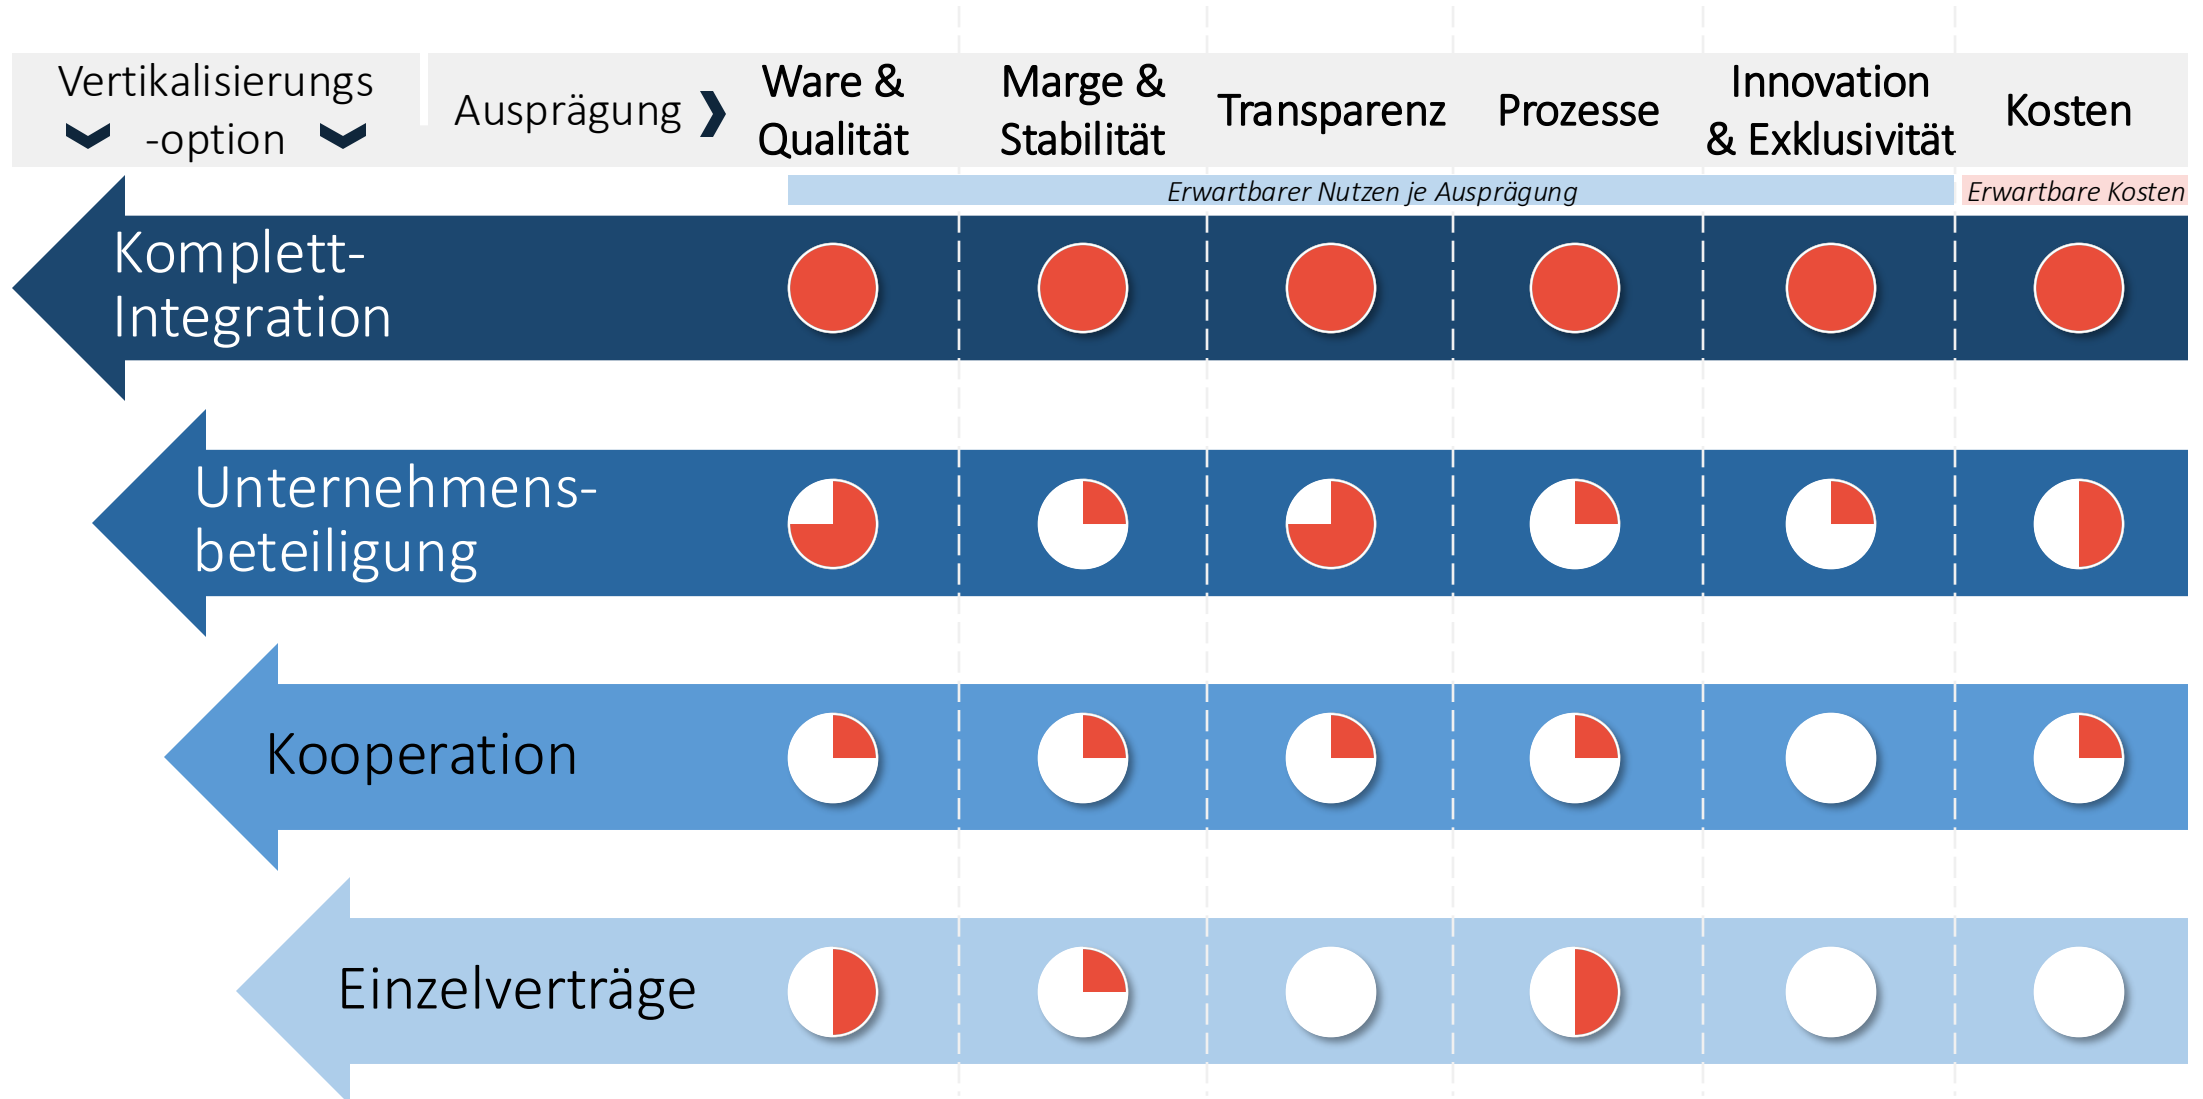 Vertikalisierungs
-option
Ausprägung
Ware &
Qualität
Marge &
Stabilität
Transparenz
Prozesse
Innovation
& Exklusivität
Kosten
Erwartbarer Nutzen je Ausprägung
Erwartbare Kosten
Komplett-
Integration
Unternehmens-
beteiligung
Kooperation
Einzelverträge